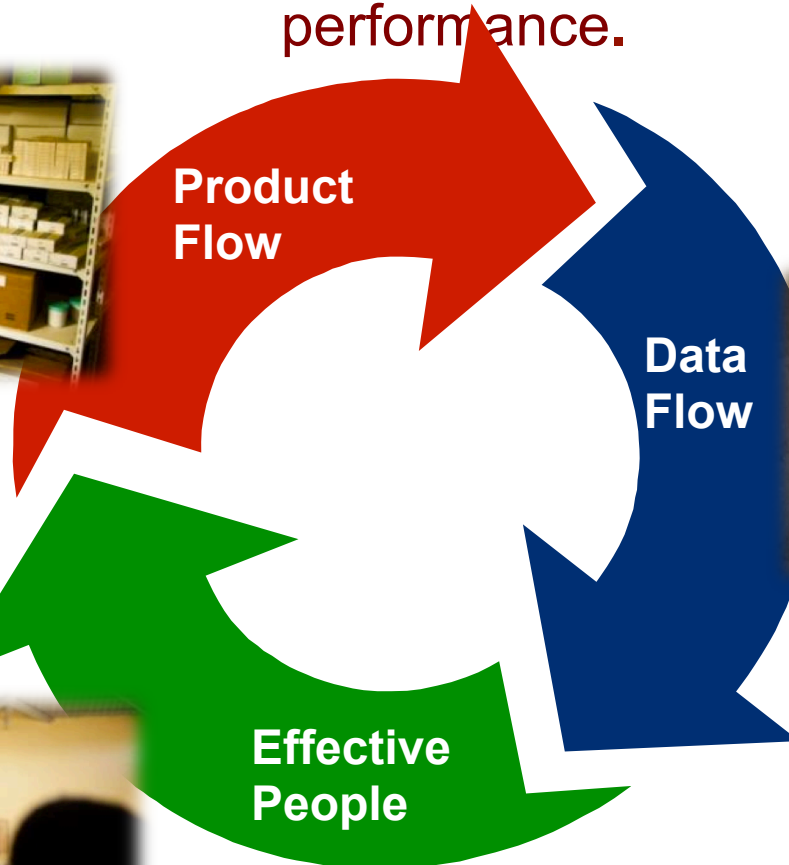 performance.
Product
Flow
Data
Flow
Effective
People